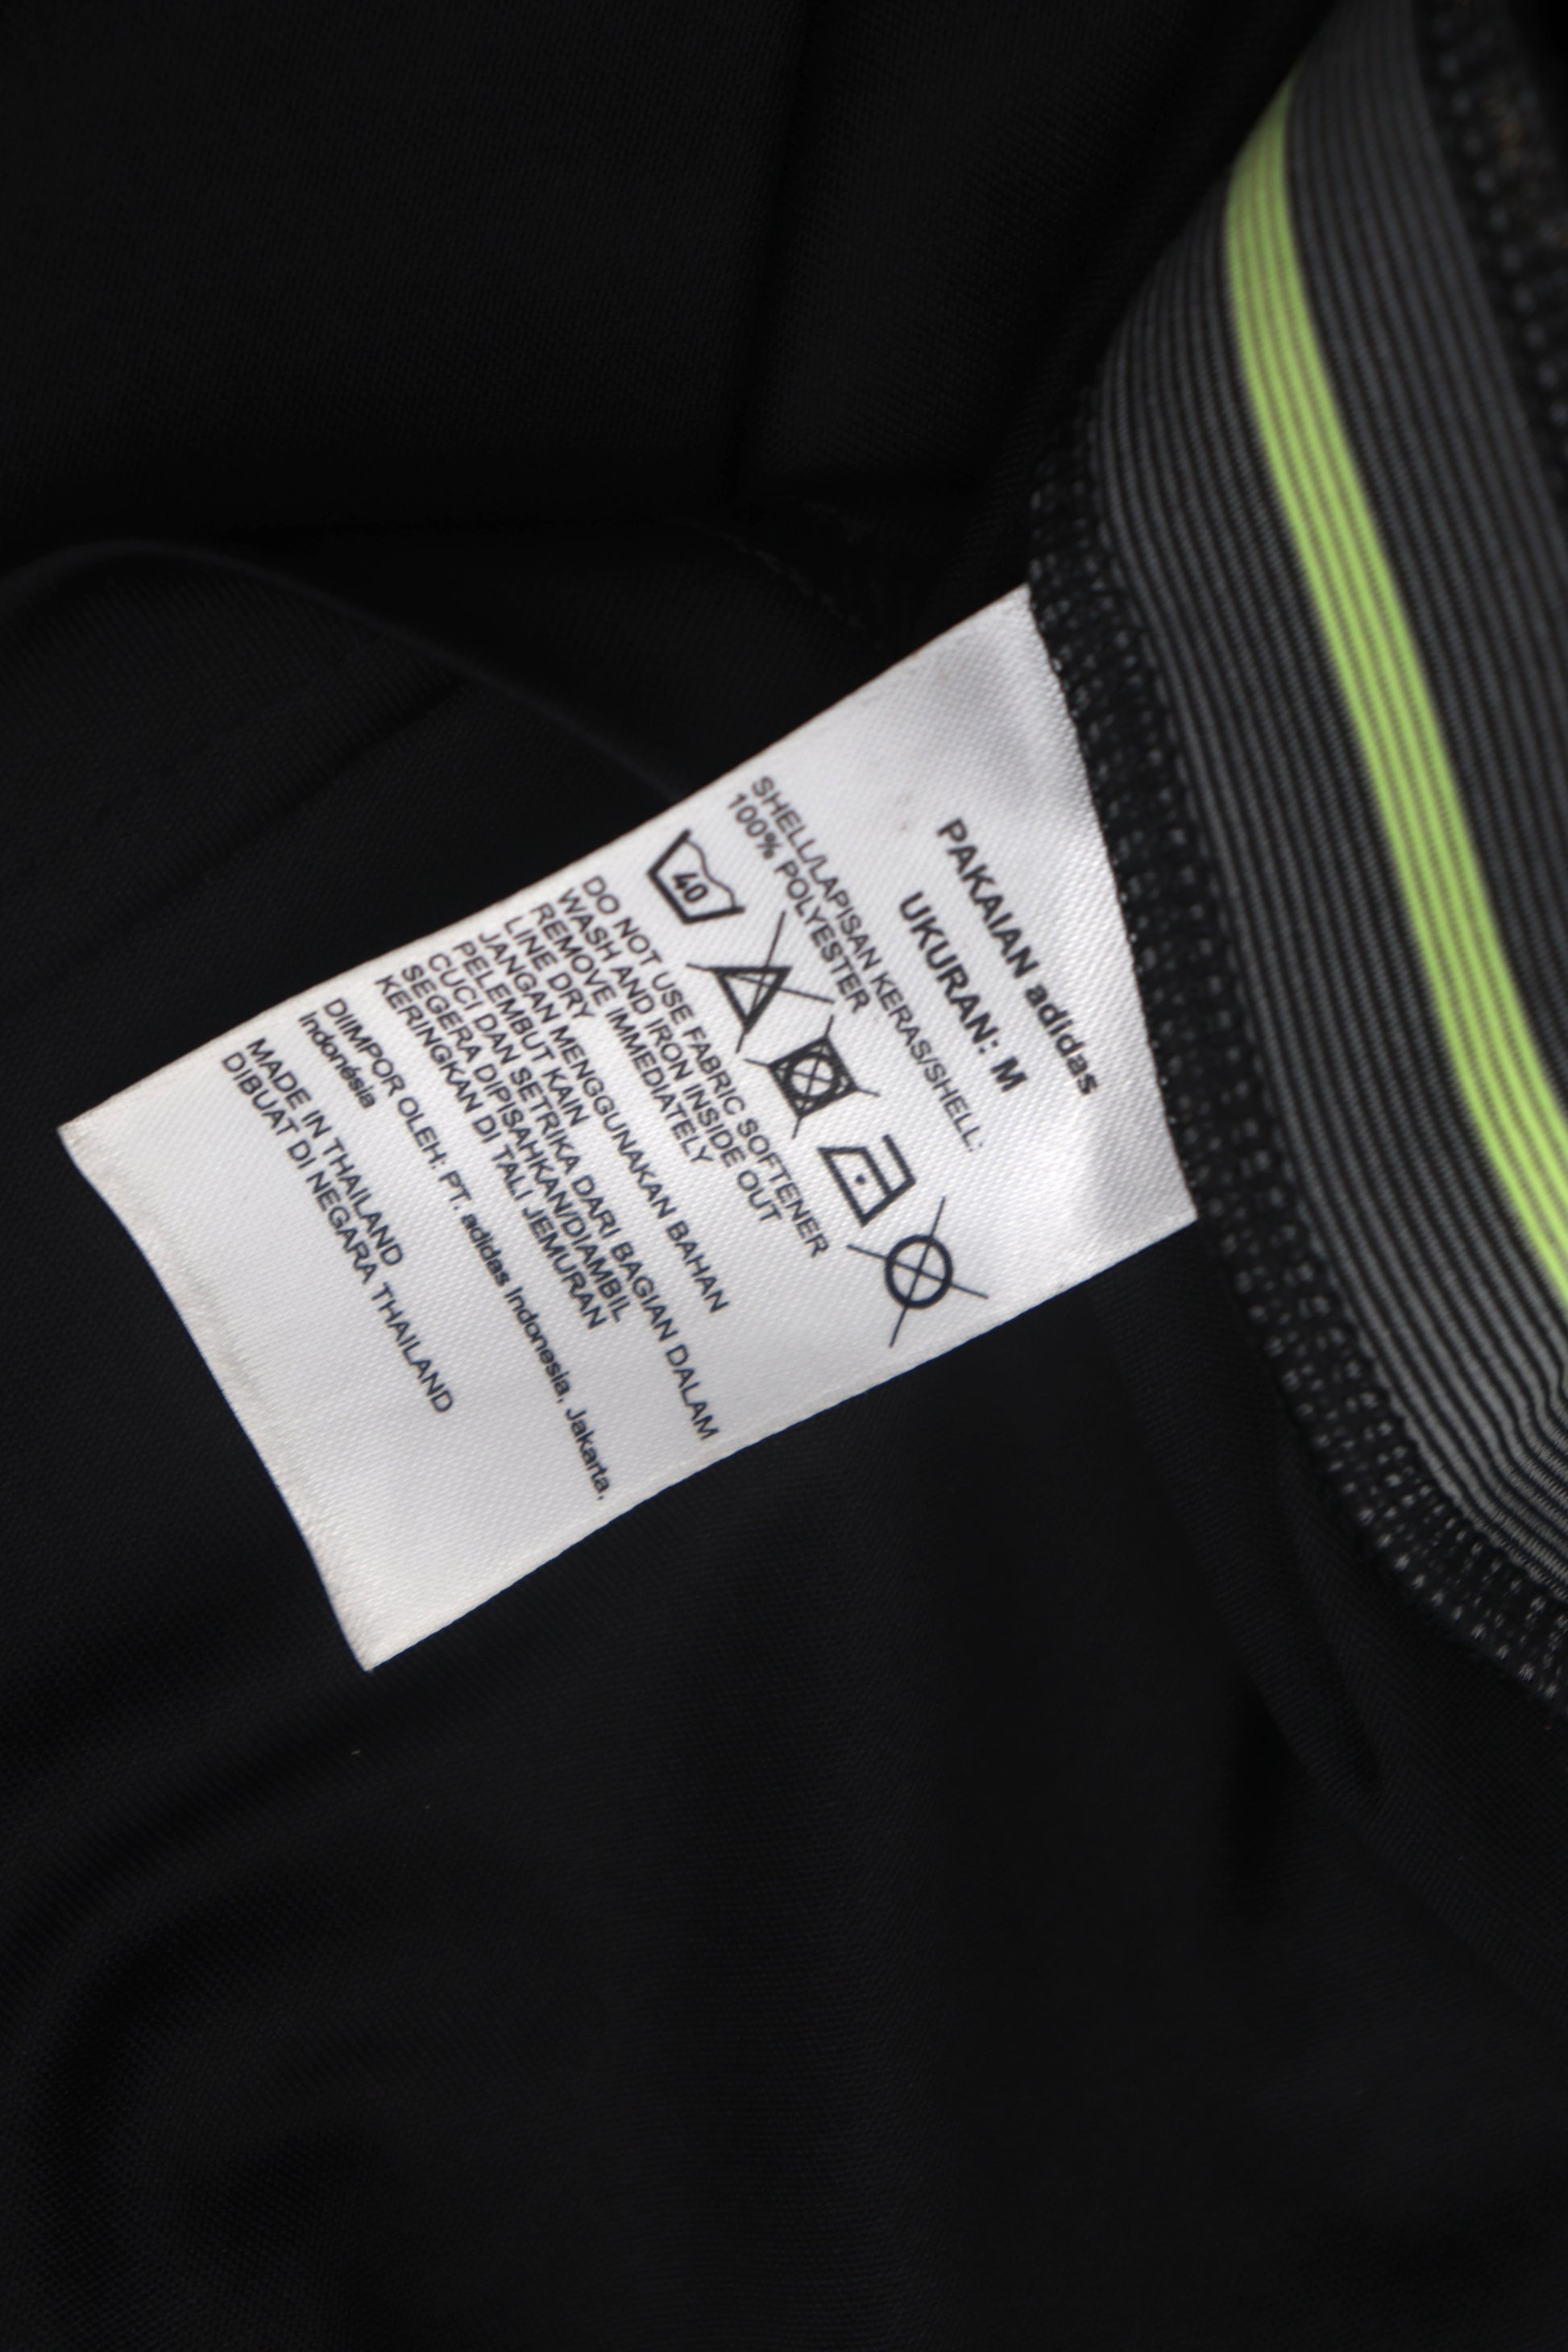 PAKAIAN adidas
UKURAN: M
SHELL/LAPISAN KERAS/SHELL:
100% POLYESTER
40
DO NOT USE FABRIC SOFTENER
WASH AND IRON INSIDE OUT
REMOVE IMMEDIATELY
LINE DRY
JANGAN MENGGUNAKAN BAHAN
PELEMBUT KAIN
CUCI DAN SETRIKA DARI BAGIAN DALAM
SEGERA DIPISAHKAN/DIAMBIL
KERINGKAN DI TALI JEMURAN
DIIMPOR OLEH: PT. adidas Indonesia, Jakarta,
Indonésia
MADE IN THAILAND
DIBUAT DI NEGARA THAILAND